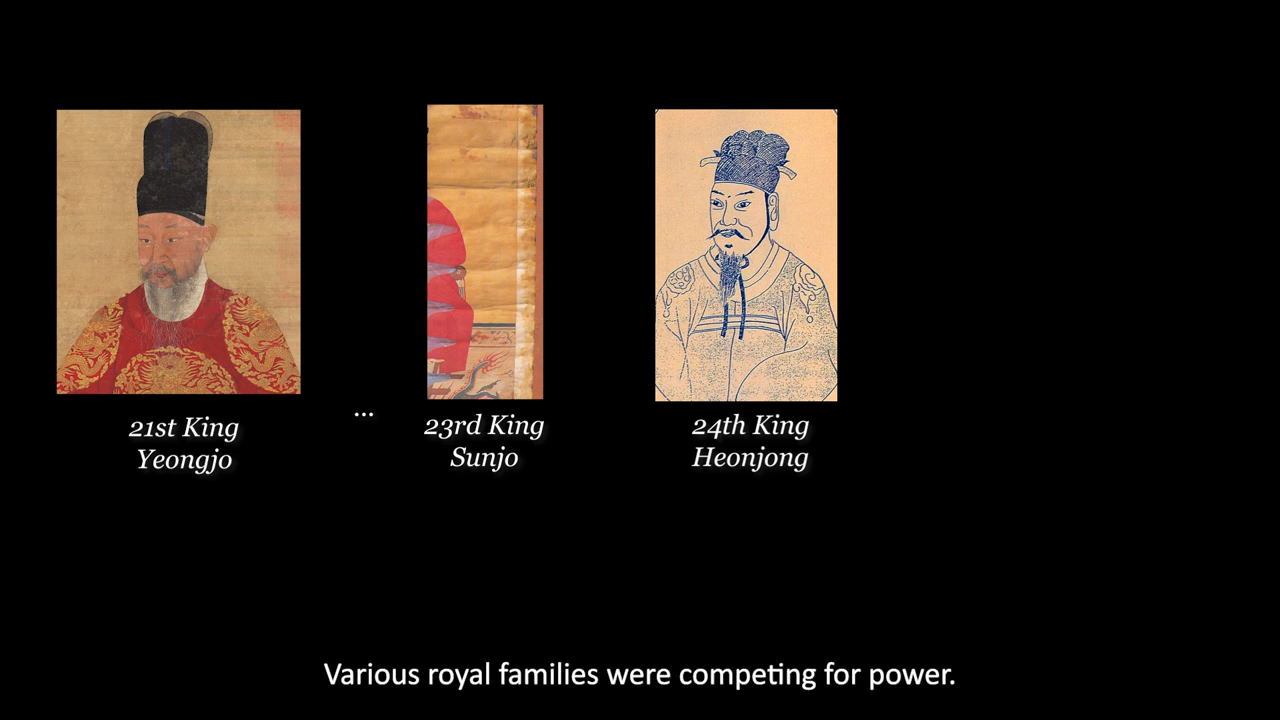 21st King
Yeongjo
...
23rd King
Sunjo
24th King
Heonjong
Various royal families were competing for power.